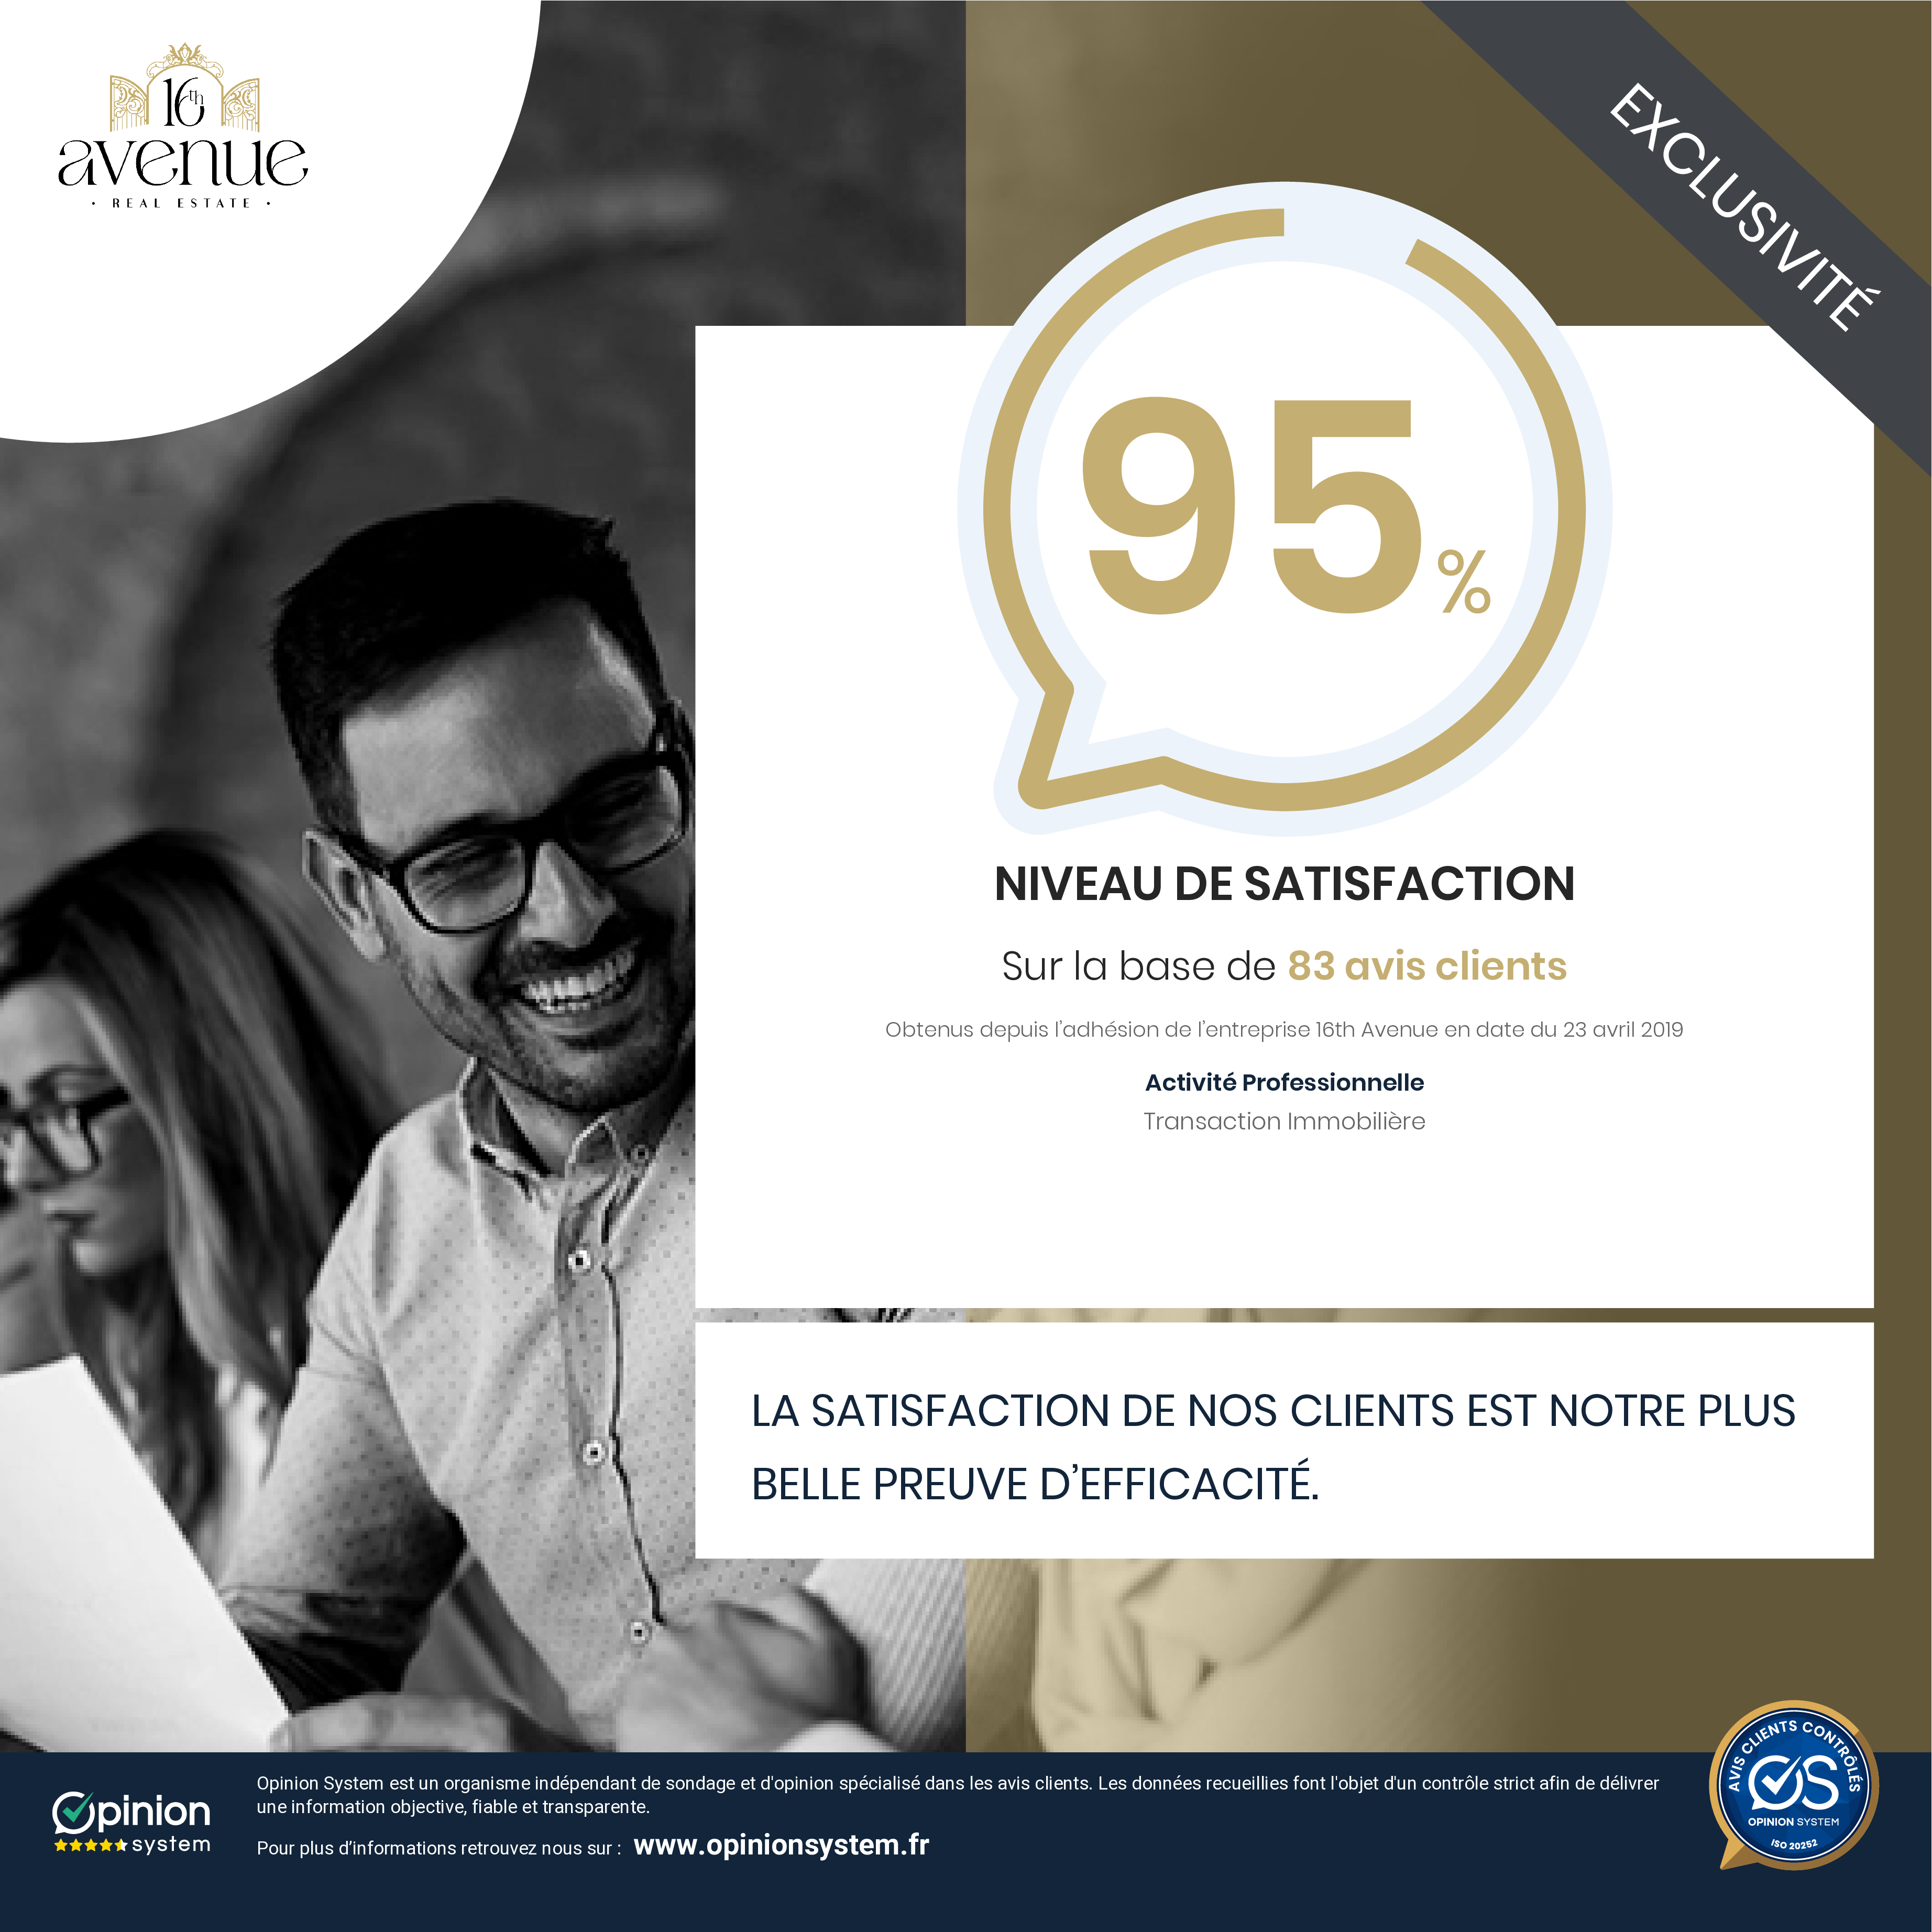 16th
avenue
• REAL ESTATE •
EXCLUSIVITÉ
95%
NIVEAU DE SATISFACTION
Sur la base de 83 avis clients
Obtenus depuis l’adhésion de l’entreprise 16th Avenue en date du 23 avril 2019
Activité Professionnelle
Transaction Immobilière
LA SATISFACTION DE NOS CLIENTS EST NOTRE PLUS
BELLE PREUVE D’EFFICACITÉ.
Opinion
system
Opinion System est un organisme indépendant de sondage et d'opinion spécialisé dans les avis clients. Les données recueillies font l'objet d'un contrôle strict afin de délivrer
une information objective, fiable et transparente.
Pour plus d’informations retrouvez nous sur : www.opinionsystem.fr
AVIS CLIENTS CONTRÔLÉS
OS
OPINION SYSTEM
ISO 20252